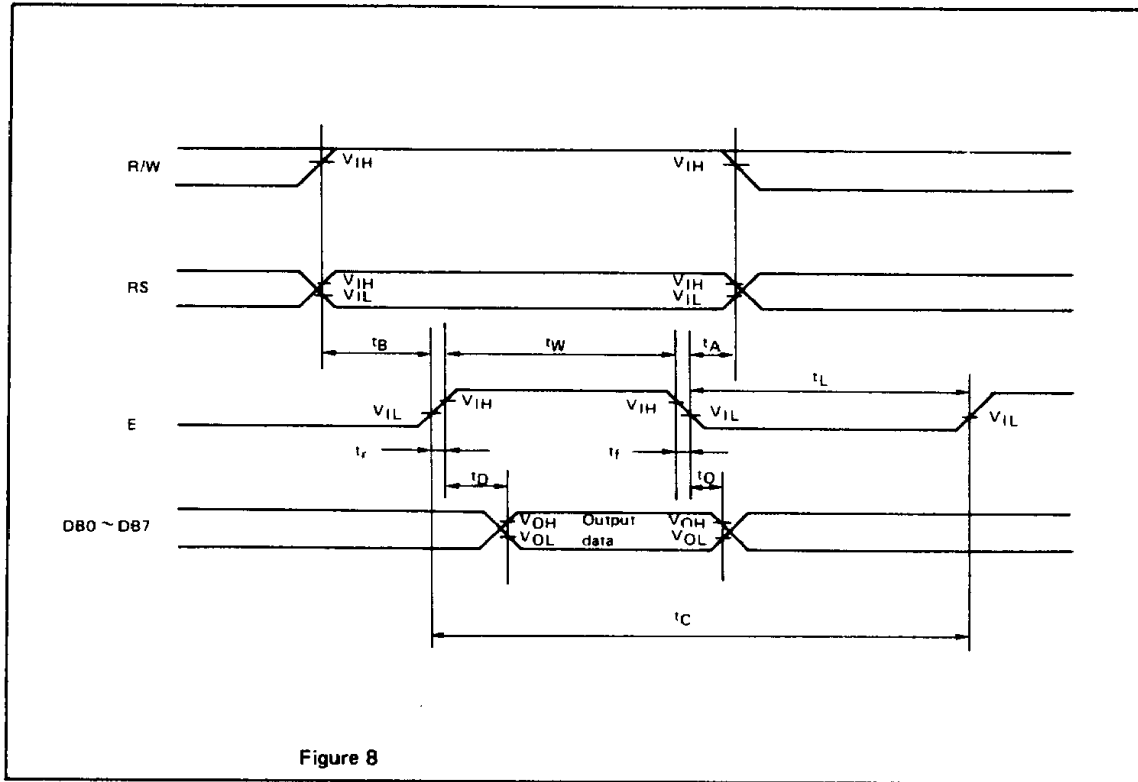 R/W VIH VIH
RS VIH VIH
VIL VIL
tB tW tA
tL
E VIL VIH VIH VIL VIL
tr tf
tD tO
DB0 ~ DB7 VOH Output VOH
VOL data VOL
tC
Figure 8